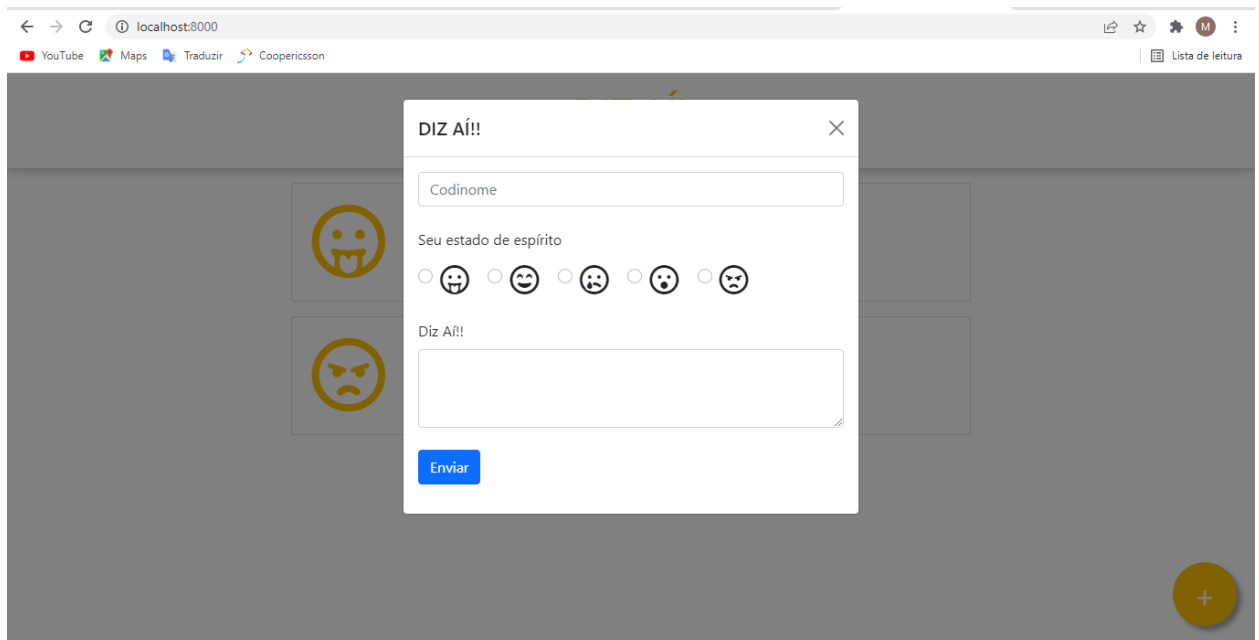 localhost:8000
M
YouTube Maps Traduzir Coopericsson
Lista de leitura
DIZ AÍ!!
Codinome
Seu estado de espírito
Diz Aí!!
Enviar
+